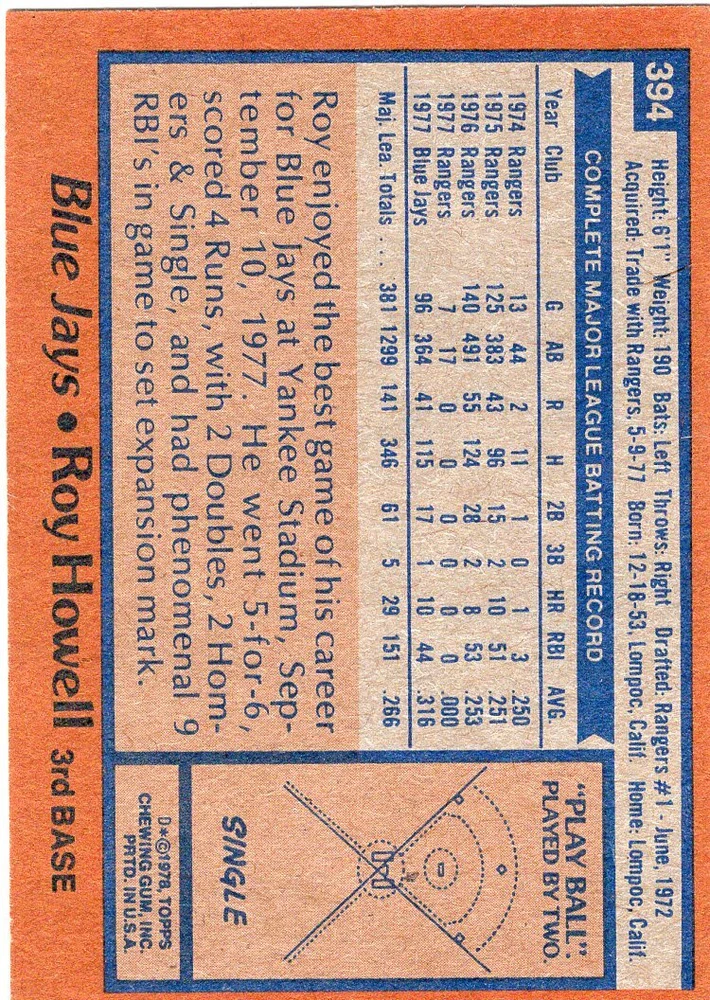 394
Height: 6'1" Weight: 190 Bats: Left Throws: Right Drafted: Rangers #1 - June, 1972
Acquired: Trade with Rangers, 5-9-77 Born: 12-18-53, Lompoc, Calif. Home: Lompoc, Calif.
COMPLETE MAJOR LEAGUE BATTING RECORD
Year Club G AB R H 2B 3B HR RBI AVG.
1974 Rangers 13 44 2 11 1 0 1 3 .250
1975 Rangers 125 383 43 96 15 2 10 51 .251
1976 Rangers 140 491 55 124 28 2 8 53 .253
1977 Rangers 7 17 0 0 0 0 0 0 .000
1977 Blue Jays 96 364 41 115 17 1 10 44 .316
Maj. Lea. Totals .... 381 1299 141 346 61 5 29 151 .266
Roy enjoyed the best game of his career
for Blue Jays at Yankee Stadium, Sep-
tember 10, 1977. He went 5-for-6,
scored 4 Runs, with 2 Doubles, 2 Hom-
ers & Single, and had phenomenal 9
RBI's in game to set expansion mark.
"PLAY BALL"
PLAYED BY TWO.
SINGLE
D*©1978, TOPPS
CHEWING GUM, INC.
PRTD. IN U.S.A.
Blue Jays • Roy Howell 3rd BASE